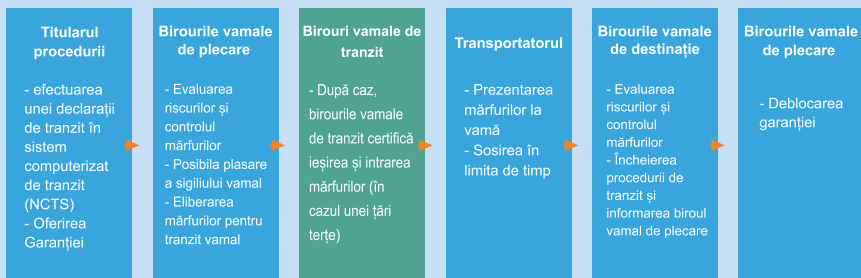 Titularul
procedurii
- efectuarea
unei declarații
de tranzit în
sistem
computerizat
de tranzit
(NCTS)
- Oferirea
Garanției
Birourile vamale
de plecare
- Evaluarea
riscurilor și
controlul
mărfurilor
- Posibila plasare
a sigiliului vamal
- Eliberarea
mărfurilor pentru
tranzit vamal
Birouri vamale de
tranzit
- După caz,
birourile vamale
de tranzit certifică
ieșirea și intrarea
mărfurilor (în
cazul unei țări
terțe)
Transportatorul
- Prezentarea
mărfurilor la
vamă
- Sosirea în
limita de timp
Birourile vamale
de destinație
- Evaluarea
riscurilor și
controlul
mărfurilor
- Încheierea
procedurii de
tranzit și
informarea biroul
vamal de plecare
Birourile vamale
de plecare
- Deblocarea
garanției